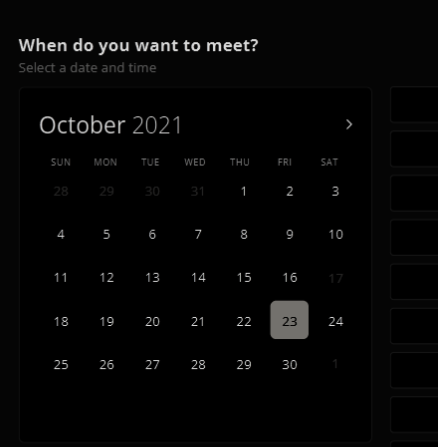 When do you want to meet?
Select a date and time
October 2021
SUN MON TUE WED THU FRI SAT
28 29 30 31 1 2 3
4 5 6 7 8 9 10
11 12 13 14 15 16 17
18 19 20 21 22 23 24
25 26 27 28 29 30 1